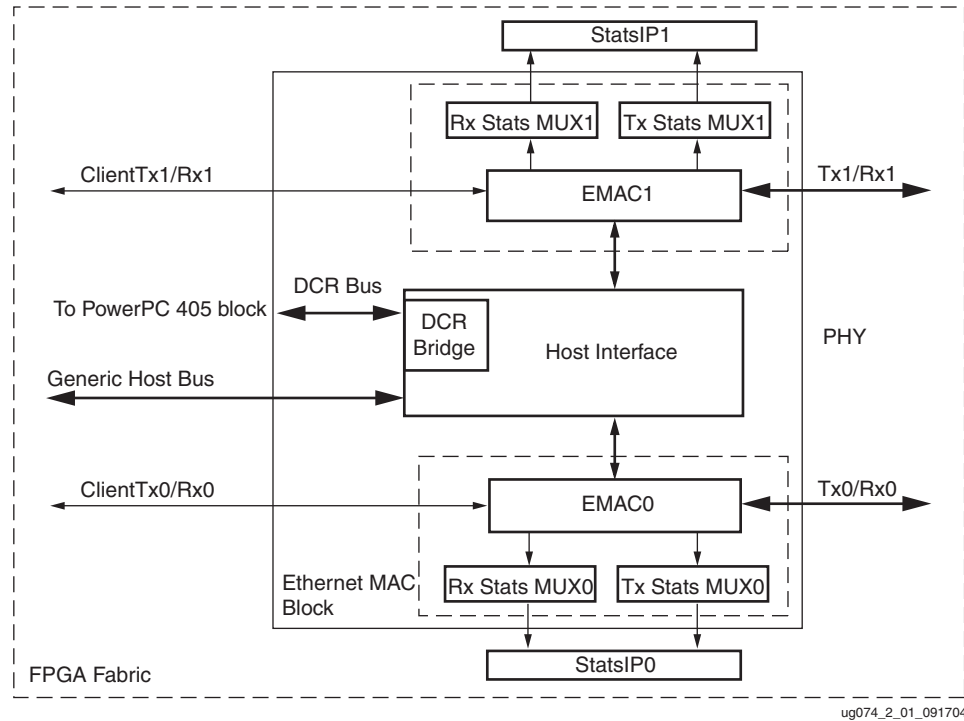 StatsIP1
Rx Stats MUX1
Tx Stats MUX1
ClientTx1/Rx1
EMAC1
Tx1/Rx1
DCR Bus
To PowerPC 405 block
DCR
Bridge
Host Interface
PHY
Generic Host Bus
ClientTx0/Rx0
EMAC0
Tx0/Rx0
Ethernet MAC
Block
Rx Stats MUX0
Tx Stats MUX0
StatsIP0
FPGA Fabric
ug074_2_01_091704